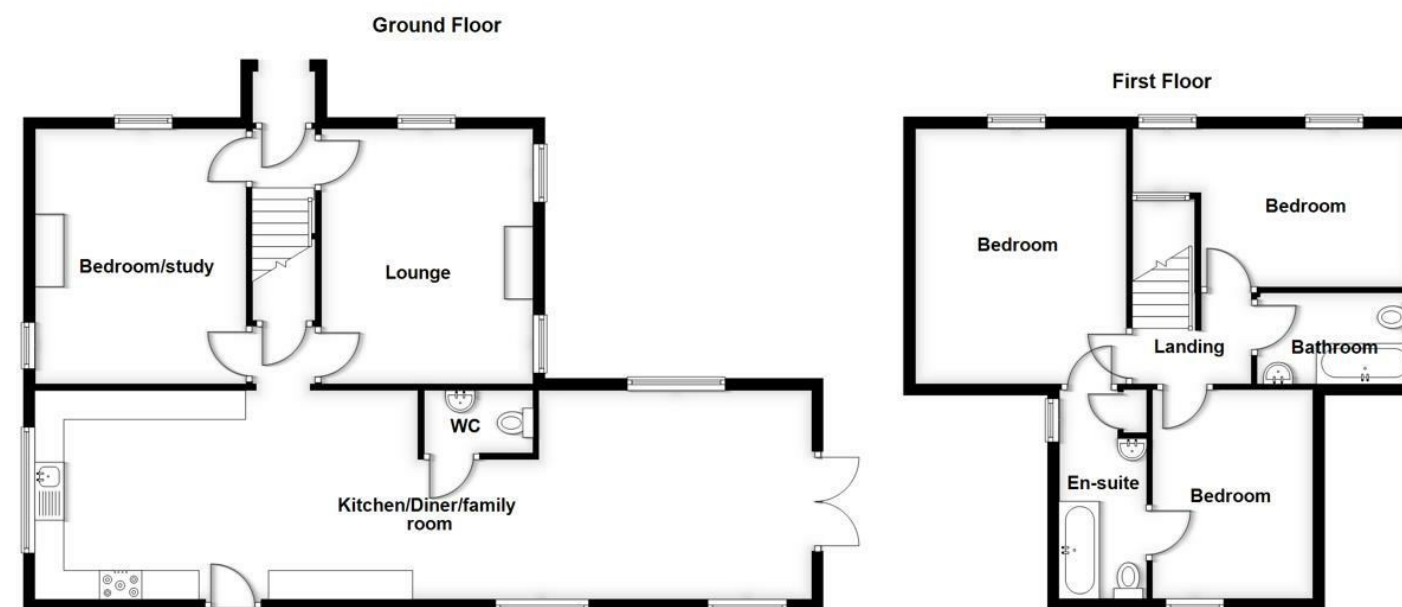 Ground Floor
Bedroom/study
Lounge
WC
Kitchen/Diner/family
room
First Floor
Bedroom
Bedroom
Landing
Bathroom
En-suite
Bedroom